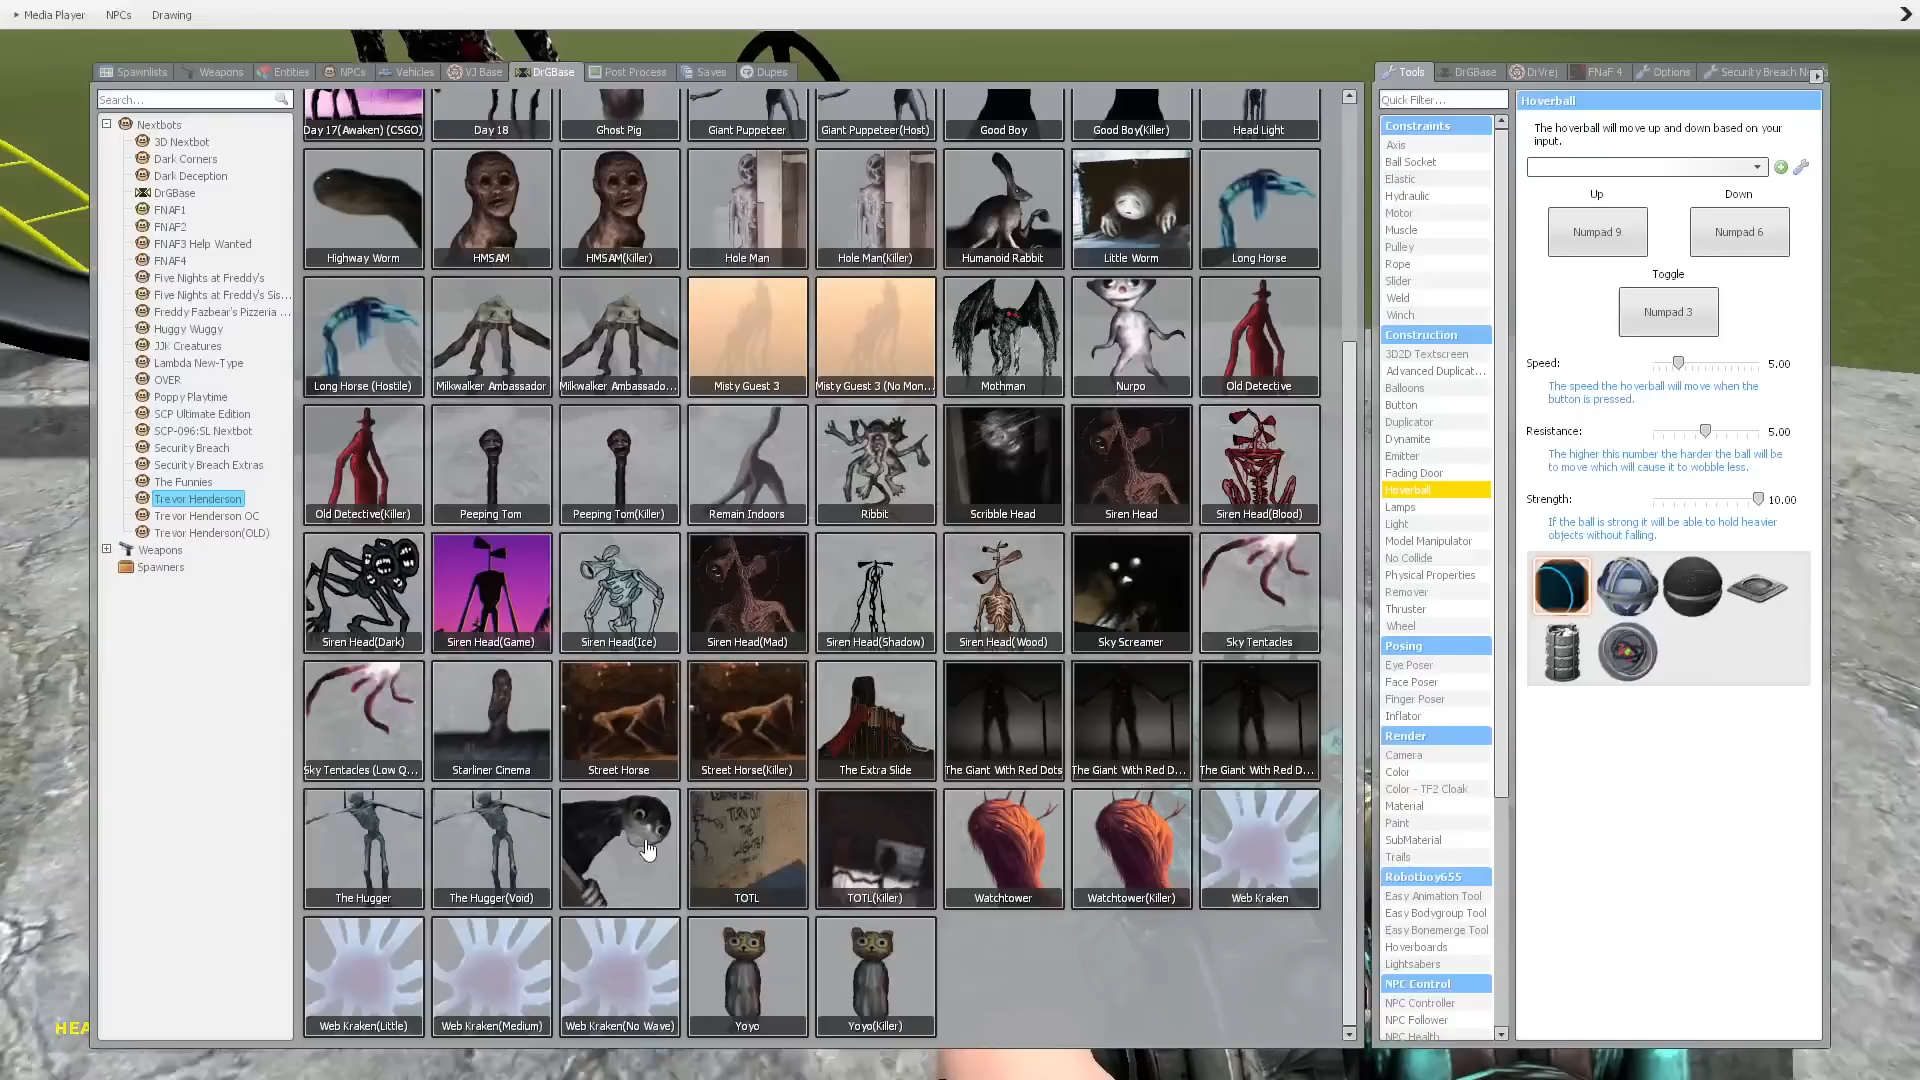 Media Player NPCs Drawing
Spawnlists Weapons Entities NPCs Vehicles VJ Base DrGBase Post Process Saves Dupes
Search...
Nextbots
3D Nextbot
Dark Corners
Dark Deception
DrGBase
FNAF1
FNAF2
FNAF3 Help Wanted
FNAF4
Five Nights at Freddy's
Five Nights at Freddy's Sis...
Freddy Fazbear's Pizzeria ...
Huggy Wuggy
JJK Creatures
Lambda New-Type
OVER
Poppy Playtime
SCP Ultimate Edition
SCP-096:SL Nextbot
Security Breach
Security Breach Extras
The Funnies
Trevor Henderson
Trevor Henderson OC
Trevor Henderson(OLD)
Weapons
Spawners
Day 17(Awaken) (CSGO) Day 18 Ghost Pig Giant Puppeteer Giant Puppeteer(Host) Good Boy Good Boy(Killer) Head Light
Highway Worm HMSAM HMSAM(Killer) Hole Man Hole Man(Killer) Humanoid Rabbit Little Worm Long Horse
Long Horse (Hostile) Milkwalker Ambassador Milkwalker Ambassado... Misty Guest 3 Misty Guest 3 (No Mon... Mothman Nurpo Old Detective
Old Detective(Killer) Peeping Tom Peeping Tom(Killer) Remain Indoors Ribbit Scribble Head Siren Head Siren Head(Blood)
Siren Head(Dark) Siren Head(Game) Siren Head(Ice) Siren Head(Mad) Siren Head(Shadow) Siren Head(Wood) Sky Screamer Sky Tentacles
Sky Tentacles (Low Q... Starliner Cinema Street Horse Street Horse(Killer) The Extra Slide The Giant With Red Dots The Giant With Red D... The Giant With Red D...
TURN OUT
THE
LIGHTS!
The Hugger The Hugger(Void) TOTL TOTL(Killer) Watchtower Watchtower(Killer) Web Kraken
Web Kraken(Little) Web Kraken(Medium) Web Kraken(No Wave) Yoyo Yoyo(Killer)
HEA
Tools DrGBase DrVrej FNaF 4 Options Security Breach
Quick Filter...
Constraints
Axis
Ball Socket
Elastic
Hydraulic
Motor
Muscle
Pulley
Rope
Slider
Weld
Winch
Construction
3D2D Textscreen
Advanced Duplicat...
Balloons
Button
Duplicator
Dynamite
Emitter
Fading Door
Hoverball
Lamps
Light
Model Manipulator
No Collide
Physical Properties
Remover
Thruster
Wheel
Posing
Eye Poser
Face Poser
Finger Poser
Inflator
Render
Camera
Color
Color - TF2 Cloak
Material
Paint
SubMaterial
Trails
Robotboy655
Easy Animation Tool
Easy Bodygroup Tool
Easy Bonemerge Tool
Hoverboards
Lightsabers
NPC Control
NPC Controller
NPC Follower
NPC Health
Hoverball
The hoverball will move up and down based on your
input.
Up Down
Numpad 9 Numpad 6
Toggle
Numpad 3
Speed: 5.00
The speed the hoverball will move when the
button is pressed.
Resistance: 5.00
The higher this number the harder the ball will be
to move which will cause it to wobble less.
Strength: 10.00
If the ball is strong it will be able to hold heavier
objects without falling.